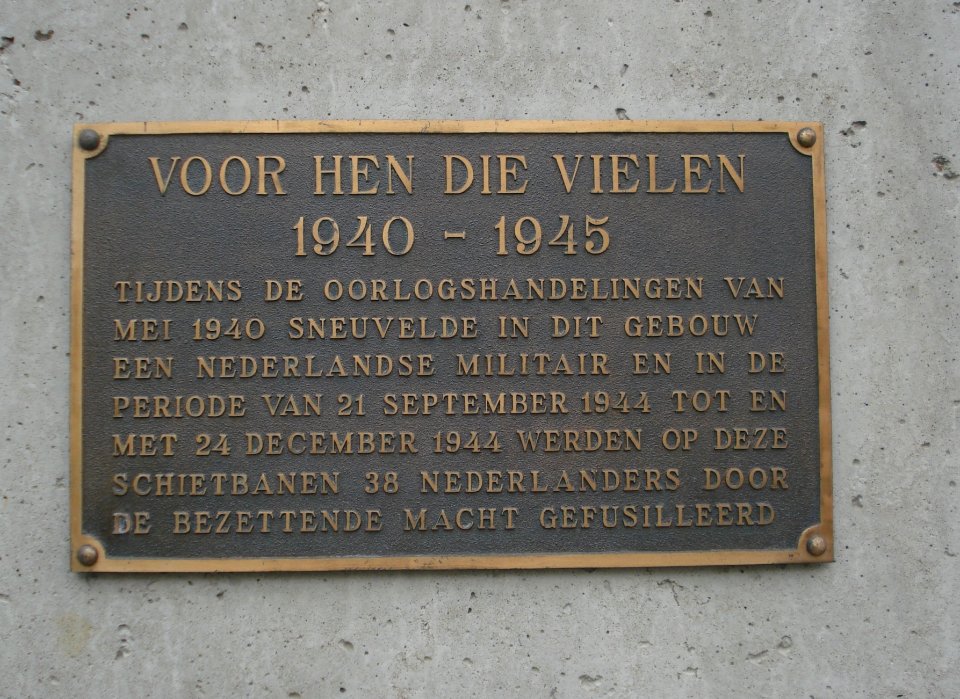 VOOR HEN DIE VIELEN
1940 - 1945
TIJDENS DE OORLOGSHANDELINGEN VAN
MEI 1940 SNEUVELDE IN DIT GEBOUW
EEN NEDERLANDSE MILITAIR EN IN DE
PERIODE VAN 21 SEPTEMBER 1944 TOT EN
MET 24 DECEMBER 1944 WERDEN OP DEZE
SCHIETBANEN 38 NEDERLANDERS DOOR
DE BEZETTENDE MACHT GEFUSILLEERD